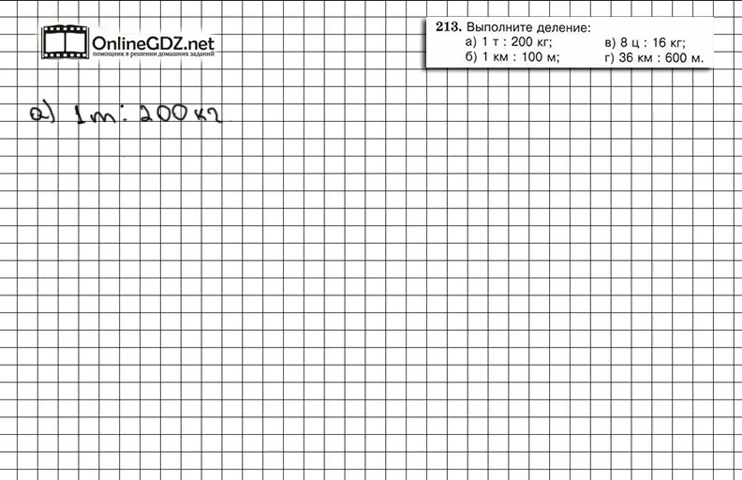 OnlineGDZ.net
помощник в решении домашних заданий
213. Выполните деление:
а) 1 т : 200 кг; в) 8 ц : 16 кг;
б) 1 км : 100 м; г) 36 км : 600 м.
а) 1т : 200 кг